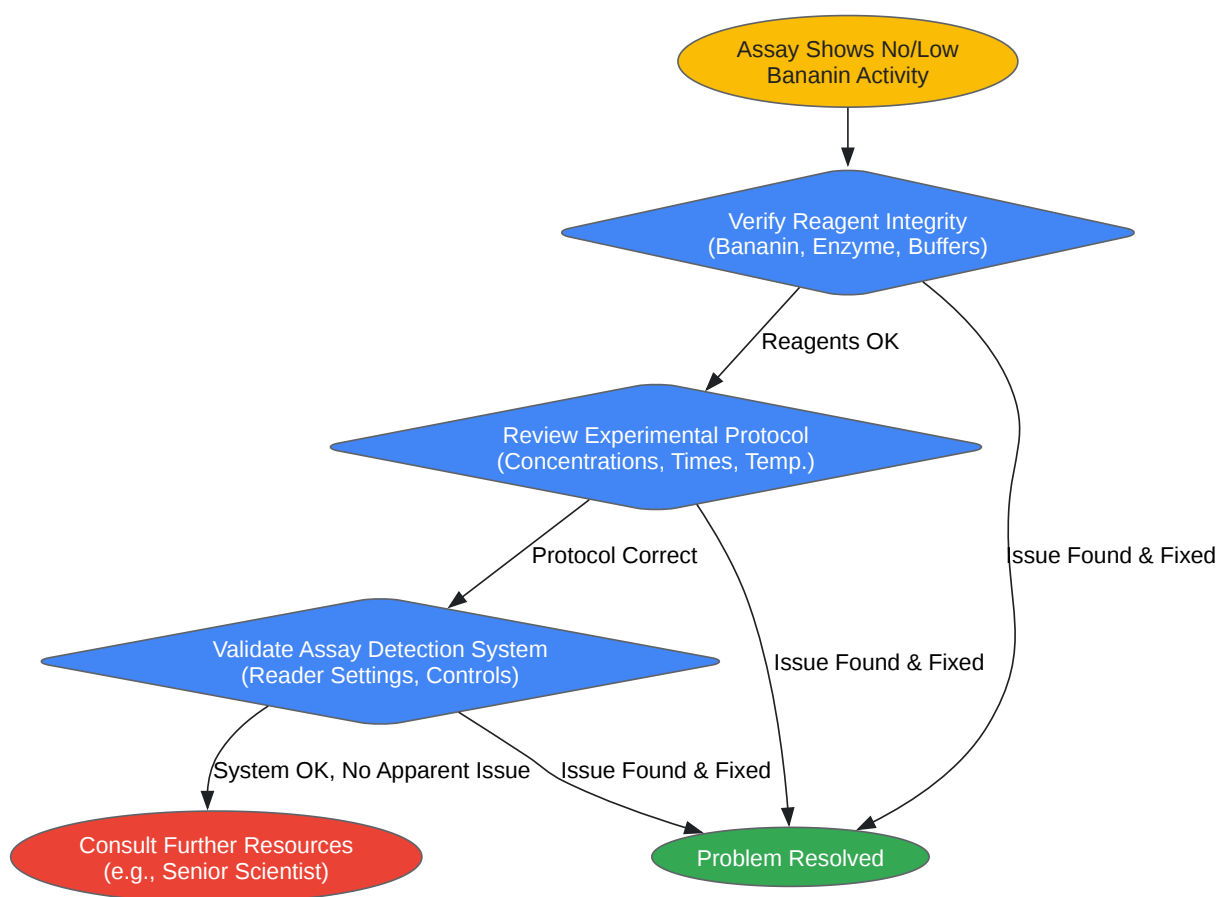 Assay Shows No/Low
Bananin Activity
Verify Reagent Integrity
(Bananin, Enzyme, Buffers)
Reagents OK
Review Experimental Protocol
(Concentrations, Times, Temp.)
Protocol Correct
Issue Found & Fixed
Validate Assay Detection System
(Reader Settings, Controls)
Issue Found & Fixed
System OK, No Apparent Issue
Issue Found & Fixed
Consult Further Resources
(e.g., Senior Scientist)
Problem Resolved